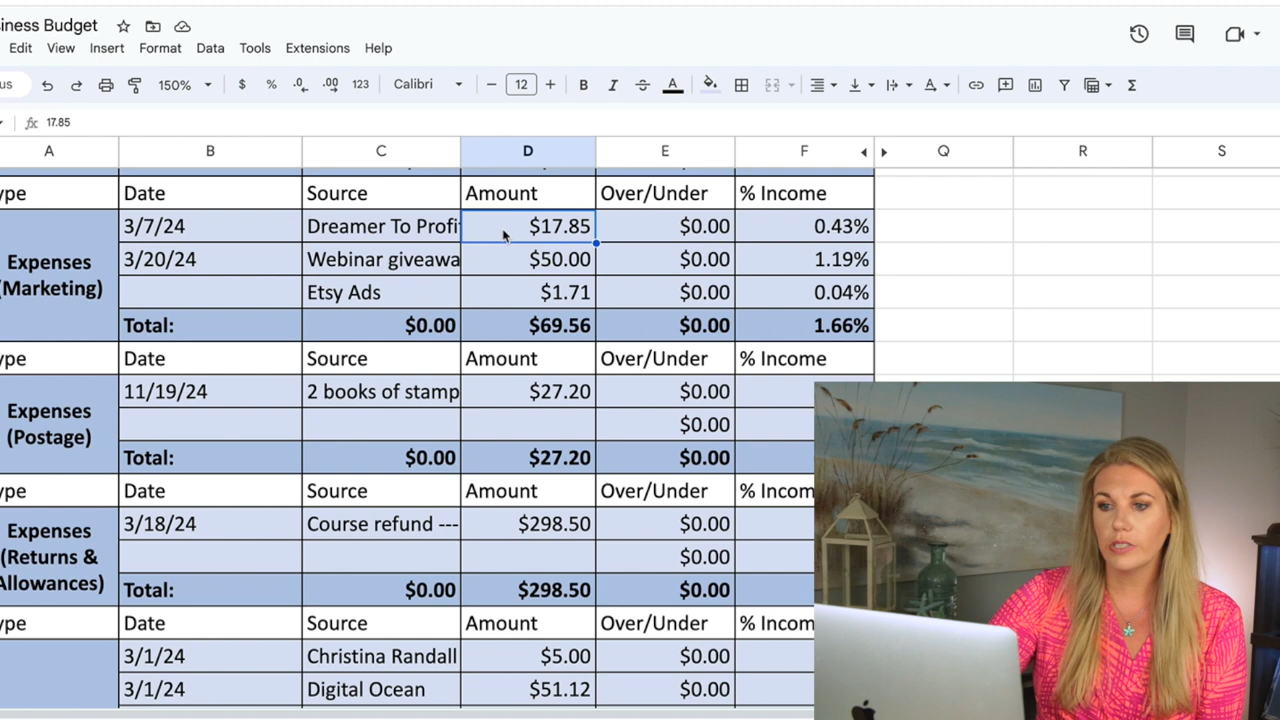 siness Budget
Edit View Insert Format Data Tools Extensions Help
us 150% $ % .0 .00 123 Calibri 12 B I A A Σ
fx 17.85
A B C D E F Q R S
ype Date Source Amount Over/Under % Income
Expenses (Marketing) 3/7/24 Dreamer To Profi $17.85 $0.00 0.43%
3/20/24 Webinar giveawa $50.00 $0.00 1.19%
Etsy Ads $1.71 $0.00 0.04%
Total: $0.00 $69.56 $0.00 1.66%
ype Date Source Amount Over/Under % Income
Expenses (Postage) 11/19/24 2 books of stamp $27.20 $0.00
$0.00
Total: $0.00 $27.20 $0.00
ype Date Source Amount Over/Under % Incom
Expenses (Returns & Allowances) 3/18/24 Course refund --- $298.50 $0.00
$0.00
Total: $0.00 $298.50 $0.00
ype Date Source Amount Over/Under % Incom
3/1/24 Christina Randall $5.00 $0.00
3/1/24 Digital Ocean $51.12 $0.00